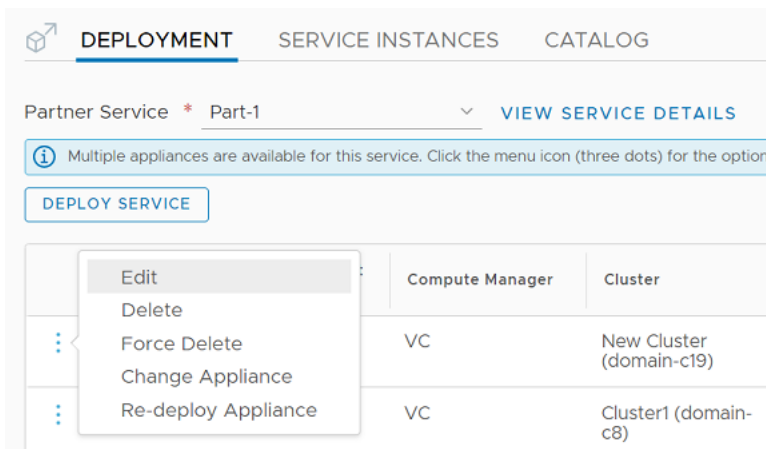 DEPLOYMENT SERVICE INSTANCES CATALOG
Partner Service * Part-1 VIEW SERVICE DETAILS
Multiple appliances are available for this service. Click the menu icon (three dots) for the
DEPLOY SERVICE
Compute Manager Cluster
Edit
Delete
Force Delete
Change Appliance
Re-deploy Appliance
VC New Cluster
(domain-c19)
VC Cluster1 (domain-
c8)